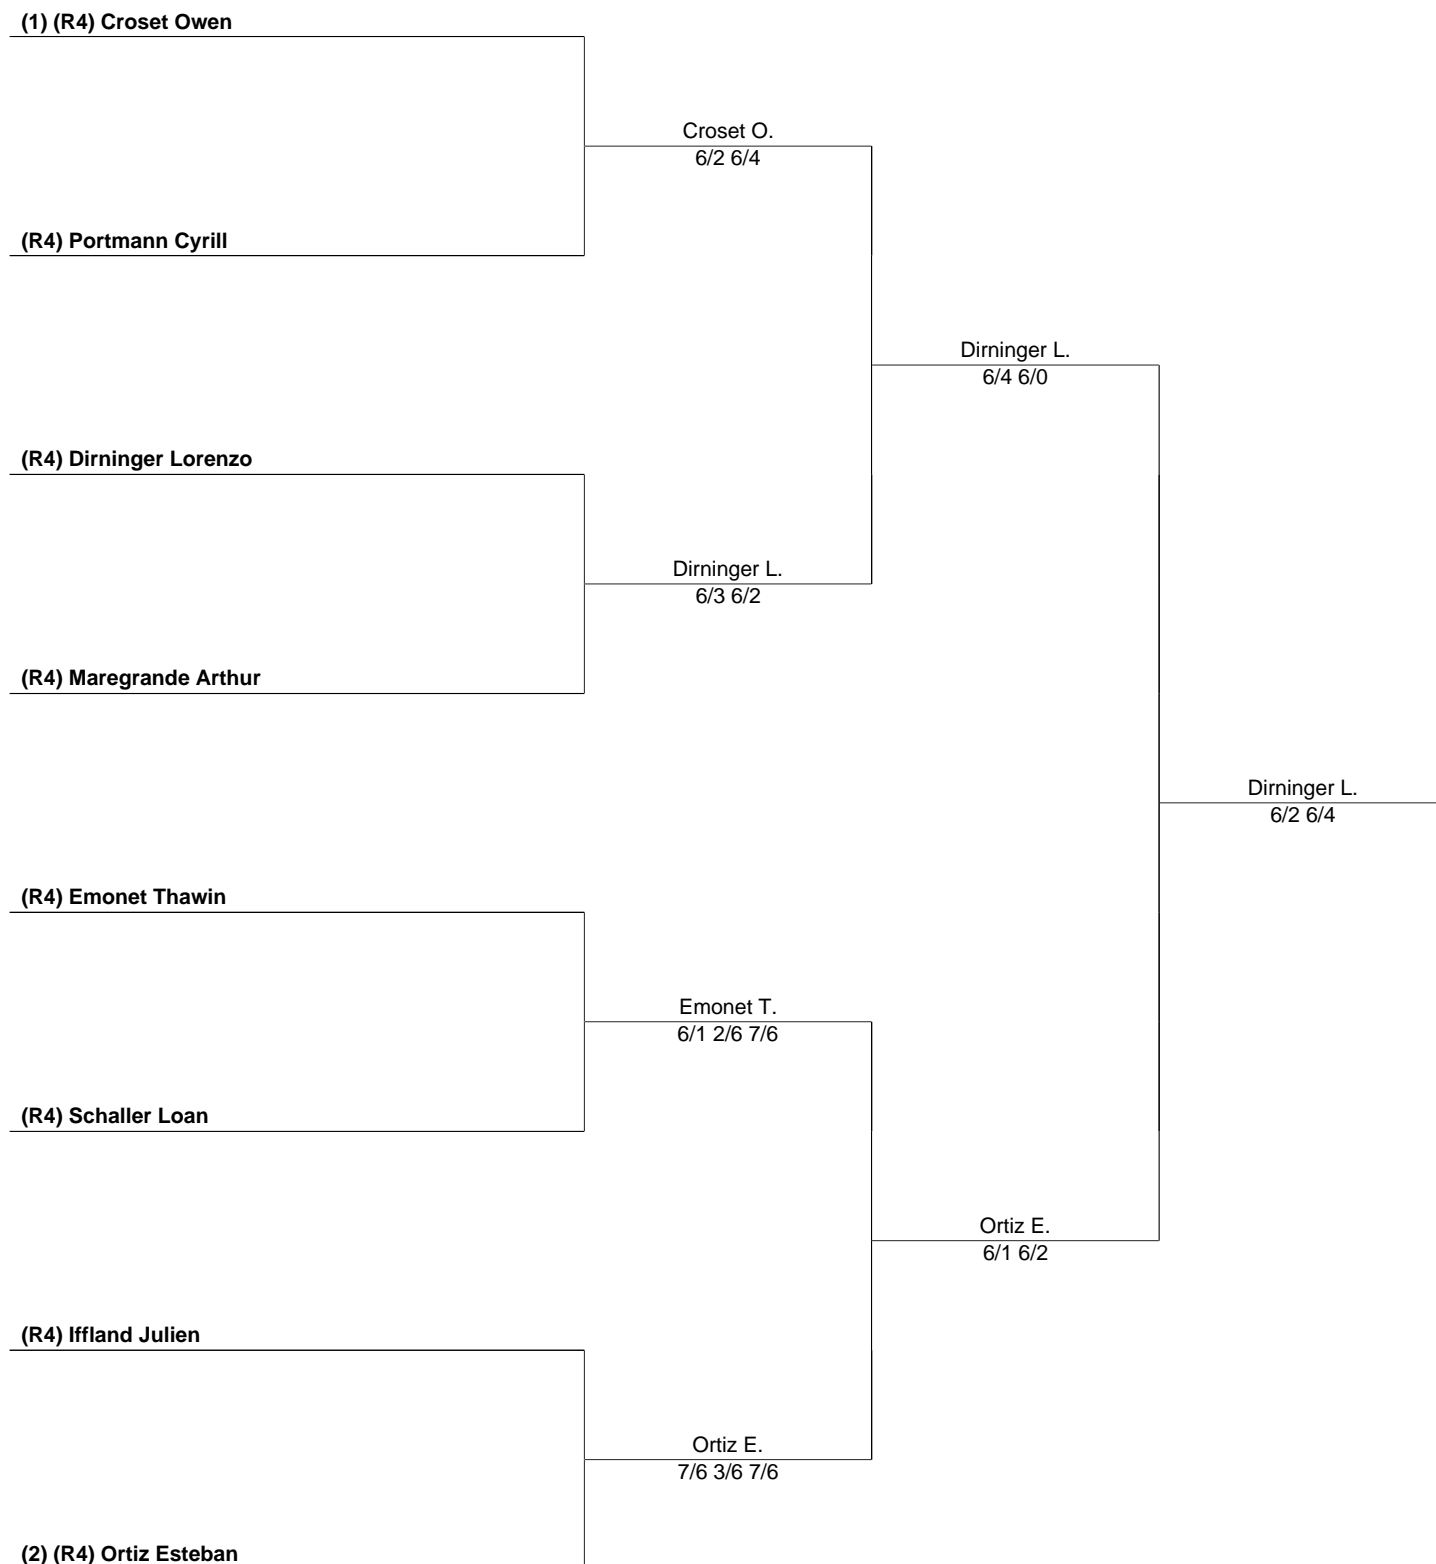 (1) (R4) Croset Owen
Croset O.
6/2 6/4
(R4) Portmann Cyrill
Dirninger L.
6/4 6/0
(R4) Dirninger Lorenzo
Dirninger L.
6/3 6/2
(R4) Maregrande Arthur
Dirninger L.
6/2 6/4
(R4) Emonet Thawin
Emonet T.
6/1 2/6 7/6
(R4) Schaller Loan
Ortiz E.
6/1 6/2
(R4) Iffland Julien
Ortiz E.
7/6 3/6 7/6
(2) (R4) Ortiz Esteban